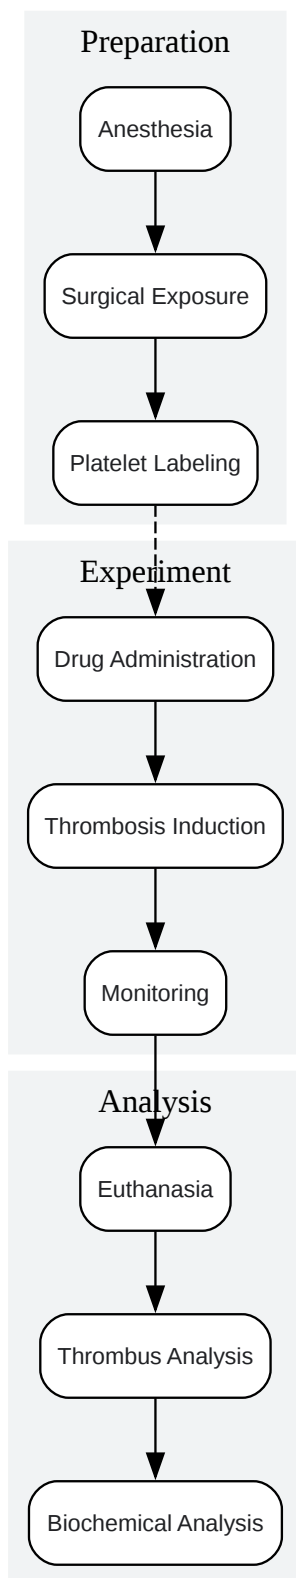 Preparation
Anesthesia
Surgical Exposure
Platelet Labeling
Experiment
Drug Administration
Thrombosis Induction
Monitoring
Analysis
Euthanasia
Thrombus Analysis
Biochemical Analysis